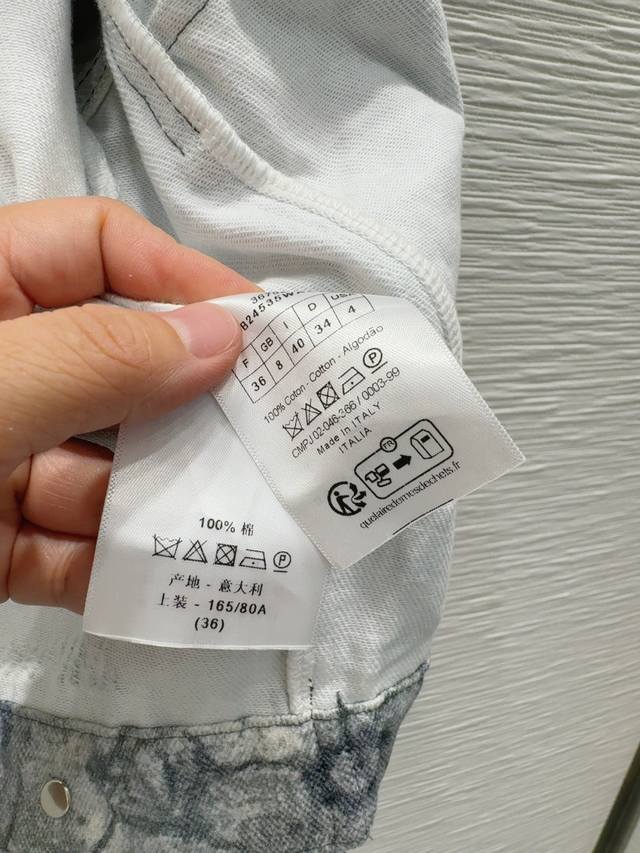 F GB I D
36 8 40 34 4
100% Coton - Cotton - Algodão
P
CMPJ 02-046-366 / 0003-99
Made in ITALY
ITALIA
FR
quefairedemesdechets.fr
100% 棉
P
产地 - 意大利
上装 - 165/80A
(36)